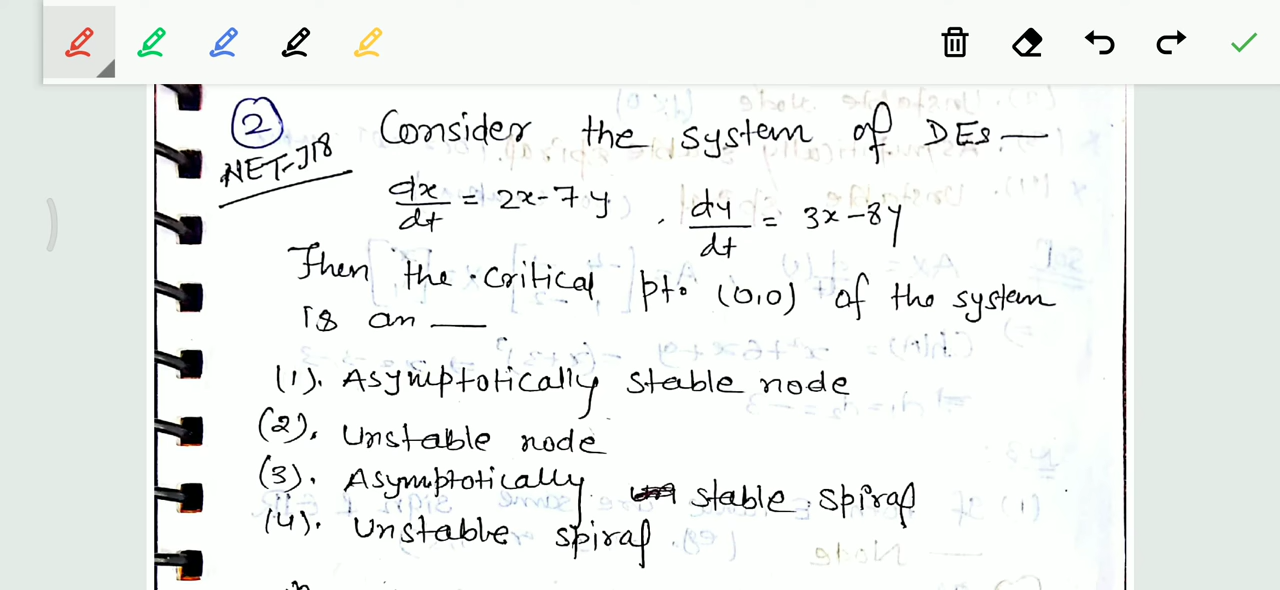 ② Consider the system of DEs.—
NET-J18
dx/dt = 2x-7y , dy/dt = 3x-8y
Then the critical pt. (0,0) of the system
is an —
(1). Asymptotically stable node
(2). Unstable node
(3). Asymptotically stable spiral
(4). Unstable spiral